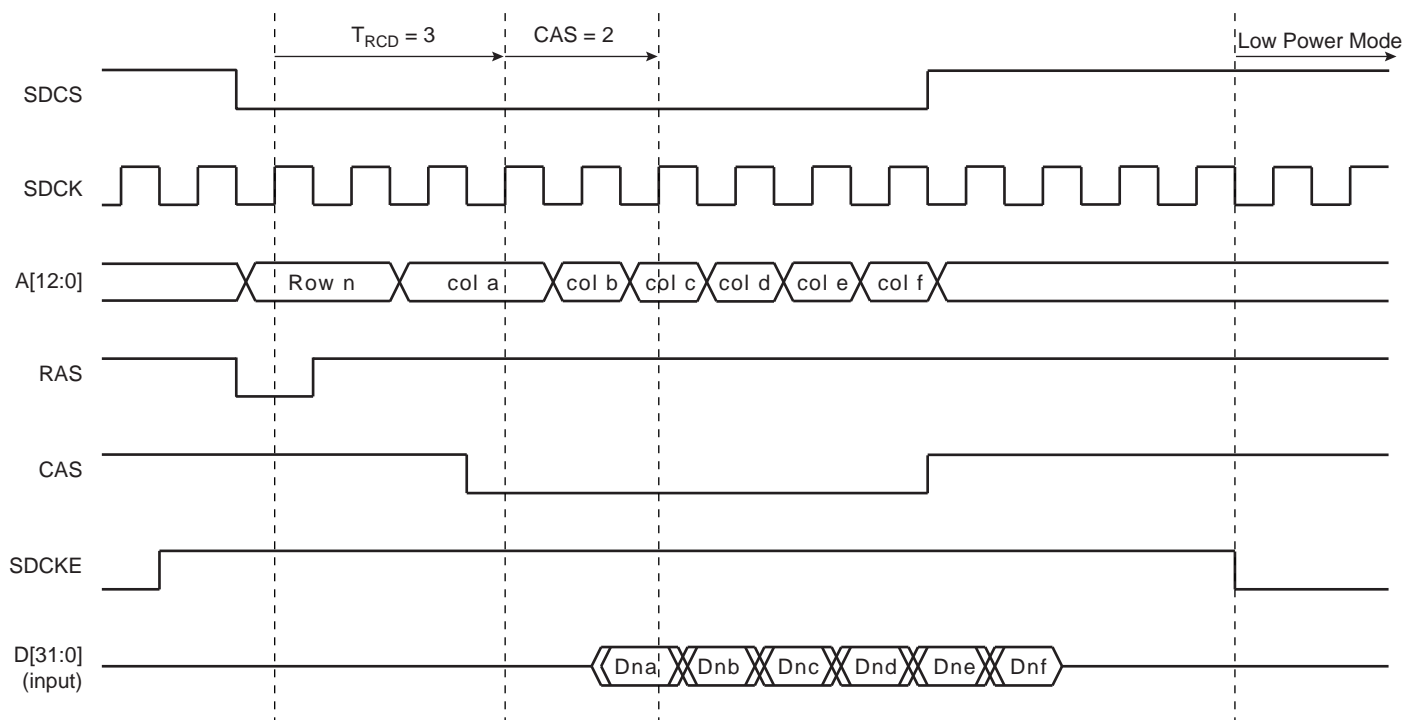 T_RCD = 3
CAS = 2
Low Power Mode
SDCS
SDCK
A[12:0]
Row n
col a
col b
col c
col d
col e
col f
RAS
CAS
SDCKE
D[31:0]
(input)
Dna
Dnb
Dnc
Dnd
Dne
Dnf